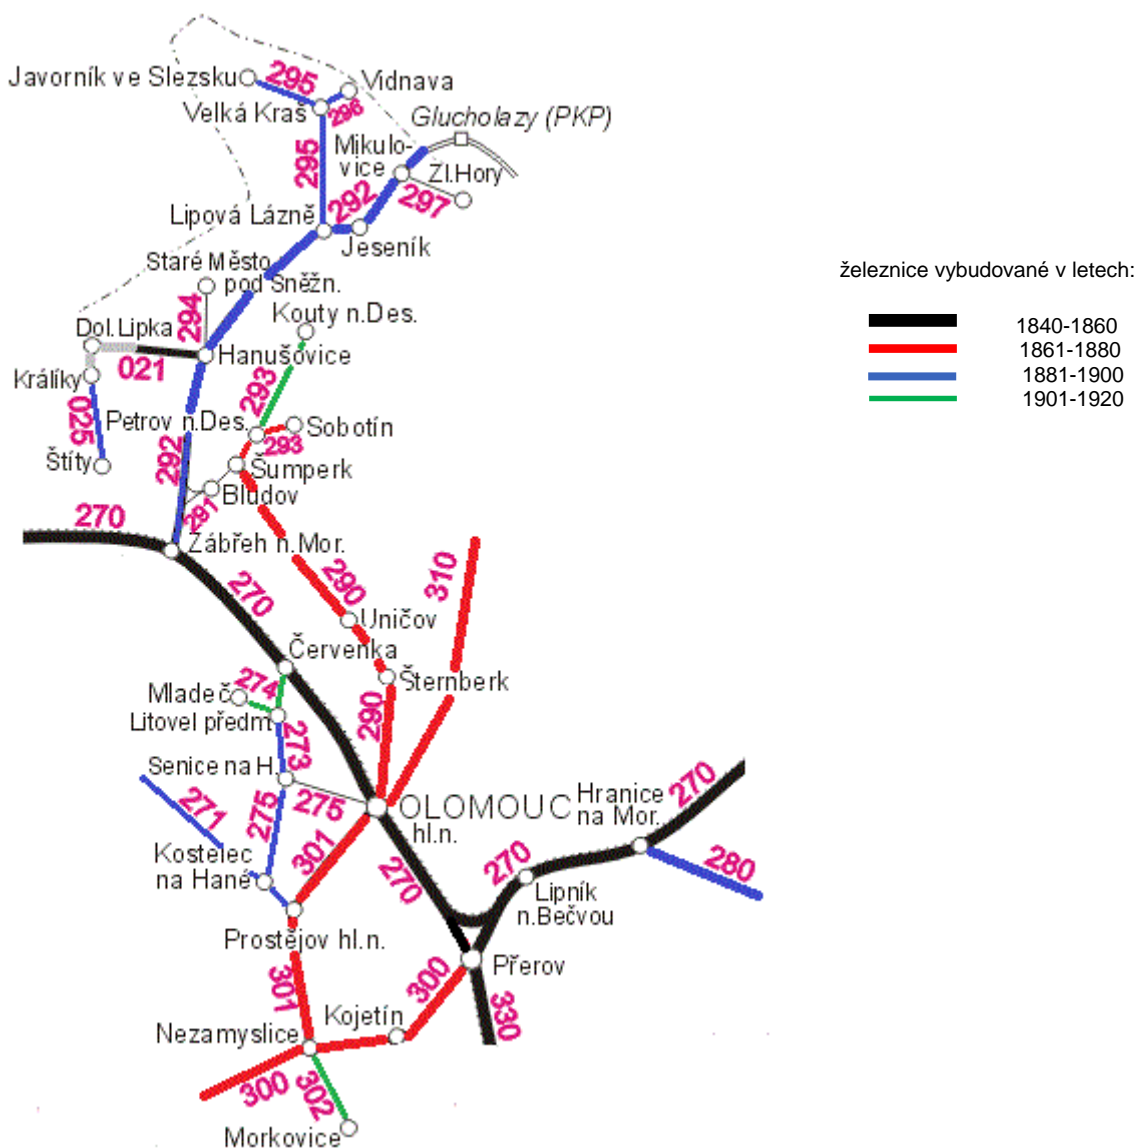 Javorník ve Slezsku
295
Vidnava
Velká Kraš
296
Glucholazy (PKP)
Mikulo-
vice
Zl.Hory
295
292
297
Lipová Lázně
Jeseník
Staré Město
pod Sněžn.
294
Kouty n.Des.
Dol.Lipka
Hanušovice
021
Králíky
293
025
Petrov n.Des.
Sobotín
293
292
Štíty
Šumperk
Bludov
291
270
Zábřeh n.Mor.
310
270
290
Uničov
Červenka
Šternberk
274
Mladeč
Litovel předm
290
273
Senice na H.
275
271
275
OLOMOUC
hl.n.
Hranice
na Mor.
270
301
Kostelec
na Hané
270
270
280
Lipník
n.Bečvou
Prostějov hl.n.
Přerov
301
300
330
Kojetín
Nezamyslice
300
302
Morkovice
železnice vybudované v letech:
1840-1860
1861-1880
1881-1900
1901-1920